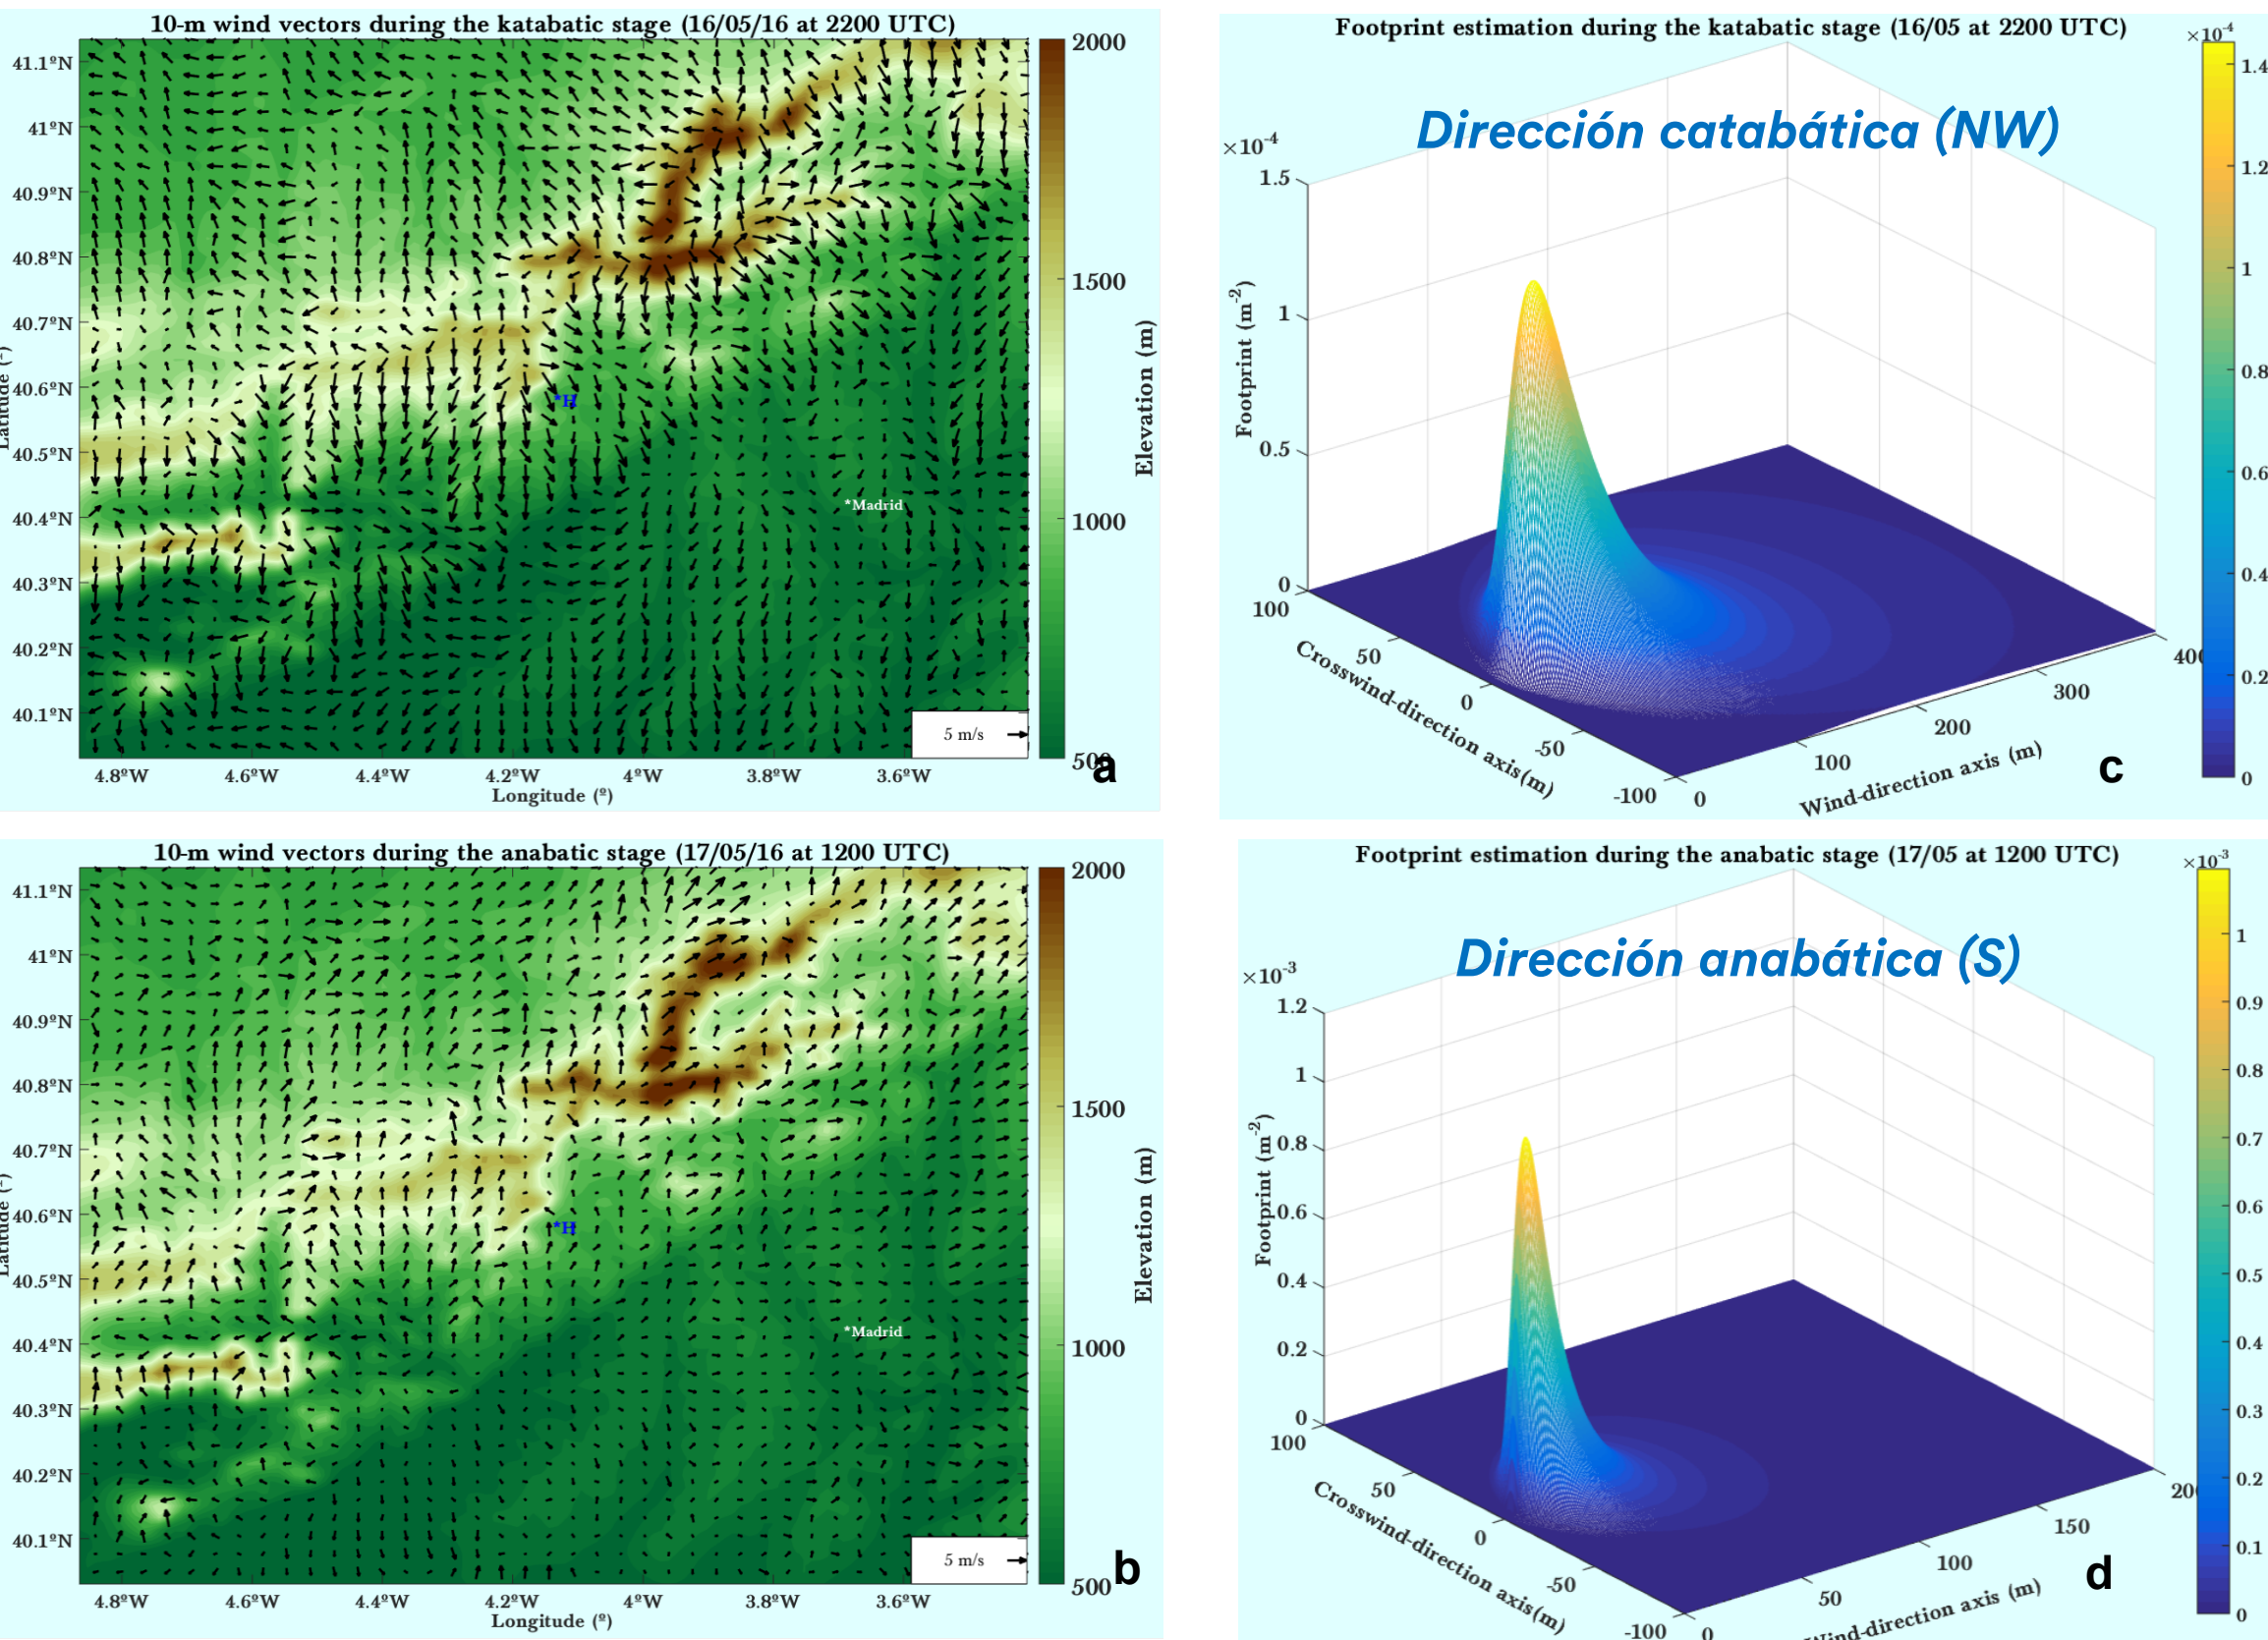 10-m wind vectors during the katabatic stage (16/05/16 at 2200 UTC)
41.1ºN
41ºN
40.9ºN
40.8ºN
40.7ºN
40.6ºN
40.5ºN
40.4ºN
40.3ºN
40.2ºN
40.1ºN
*H
*Madrid
5 m/s
4.8ºW 4.6ºW 4.4ºW 4.2ºW 4ºW 3.8ºW 3.6ºW
Longitude (º)
2000
1500
1000
500
Elevation (m)
a
Footprint estimation during the katabatic stage (16/05 at 2200 UTC)
Dirección catabática (NW)
×10-4
1.5
1
0.5
0
Footprint (m-2)
100
50
0
-50
-100
Crosswind-direction axis(m)
0
100
200
300
Wind-direction axis (m)
×10-4
1.4
1.2
1
0.8
0.6
0.4
0.2
0
c
10-m wind vectors during the anabatic stage (17/05/16 at 1200 UTC)
41.1ºN
41ºN
40.9ºN
40.8ºN
40.7ºN
40.6ºN
40.5ºN
40.4ºN
40.3ºN
40.2ºN
40.1ºN
*H
*Madrid
5 m/s
4.8ºW 4.6ºW 4.4ºW 4.2ºW 4ºW 3.8ºW 3.6ºW
Longitude (º)
2000
1500
1000
500
Elevation (m)
b
Footprint estimation during the anabatic stage (17/05 at 1200 UTC)
Dirección anabática (S)
×10-3
1.2
1
0.8
0.6
0.4
0.2
0
Footprint (m-2)
100
50
0
-50
-100
Crosswind-direction axis(m)
0
50
100
150
Wind-direction axis (m)
×10-3
1
0.9
0.8
0.7
0.6
0.5
0.4
0.3
0.2
0.1
0
d